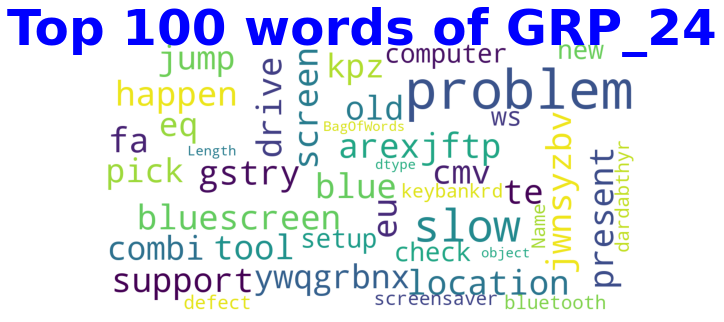 Top 100 words of GRP_24
jump
computer
new
happen
drive
screen
kpz
problem
old
ws
fa
eq
BagOfWords
arexjftp
Length
dtype
pick
gstry
blue
cmv
keybankrd
te
jwnsyzbv
present
dardabthyr
Name
bluescreen
eu
slow
combi
tool
setup
check
object
support
ywqgrbnx
location
defect
screensaver
bluetooth